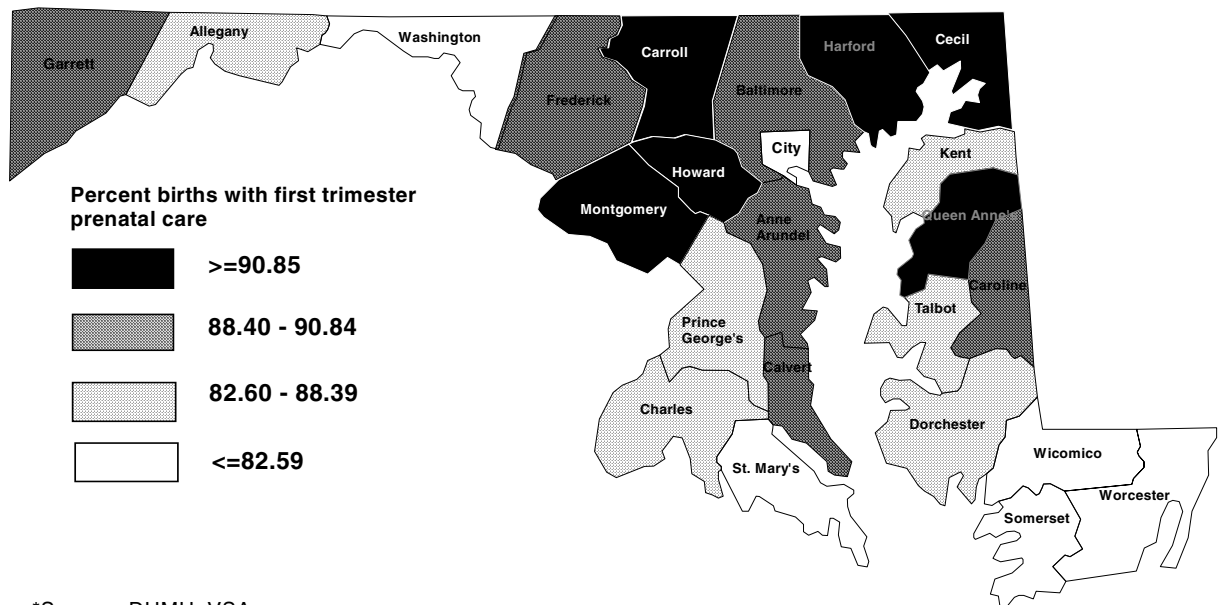 Garrett
Allegany
Washington
Frederick
Carroll
Baltimore
Harford
Cecil
City
Kent
Howard
Montgomery
Anne
Arundel
Queen Anne's
Caroline
Talbot
Prince
George's
Calvert
Charles
Dorchester
St. Mary's
Wicomico
Worcester
Somerset
Percent births with first trimester
prenatal care
>=90.85
88.40 - 90.84
82.60 - 88.39
<=82.59